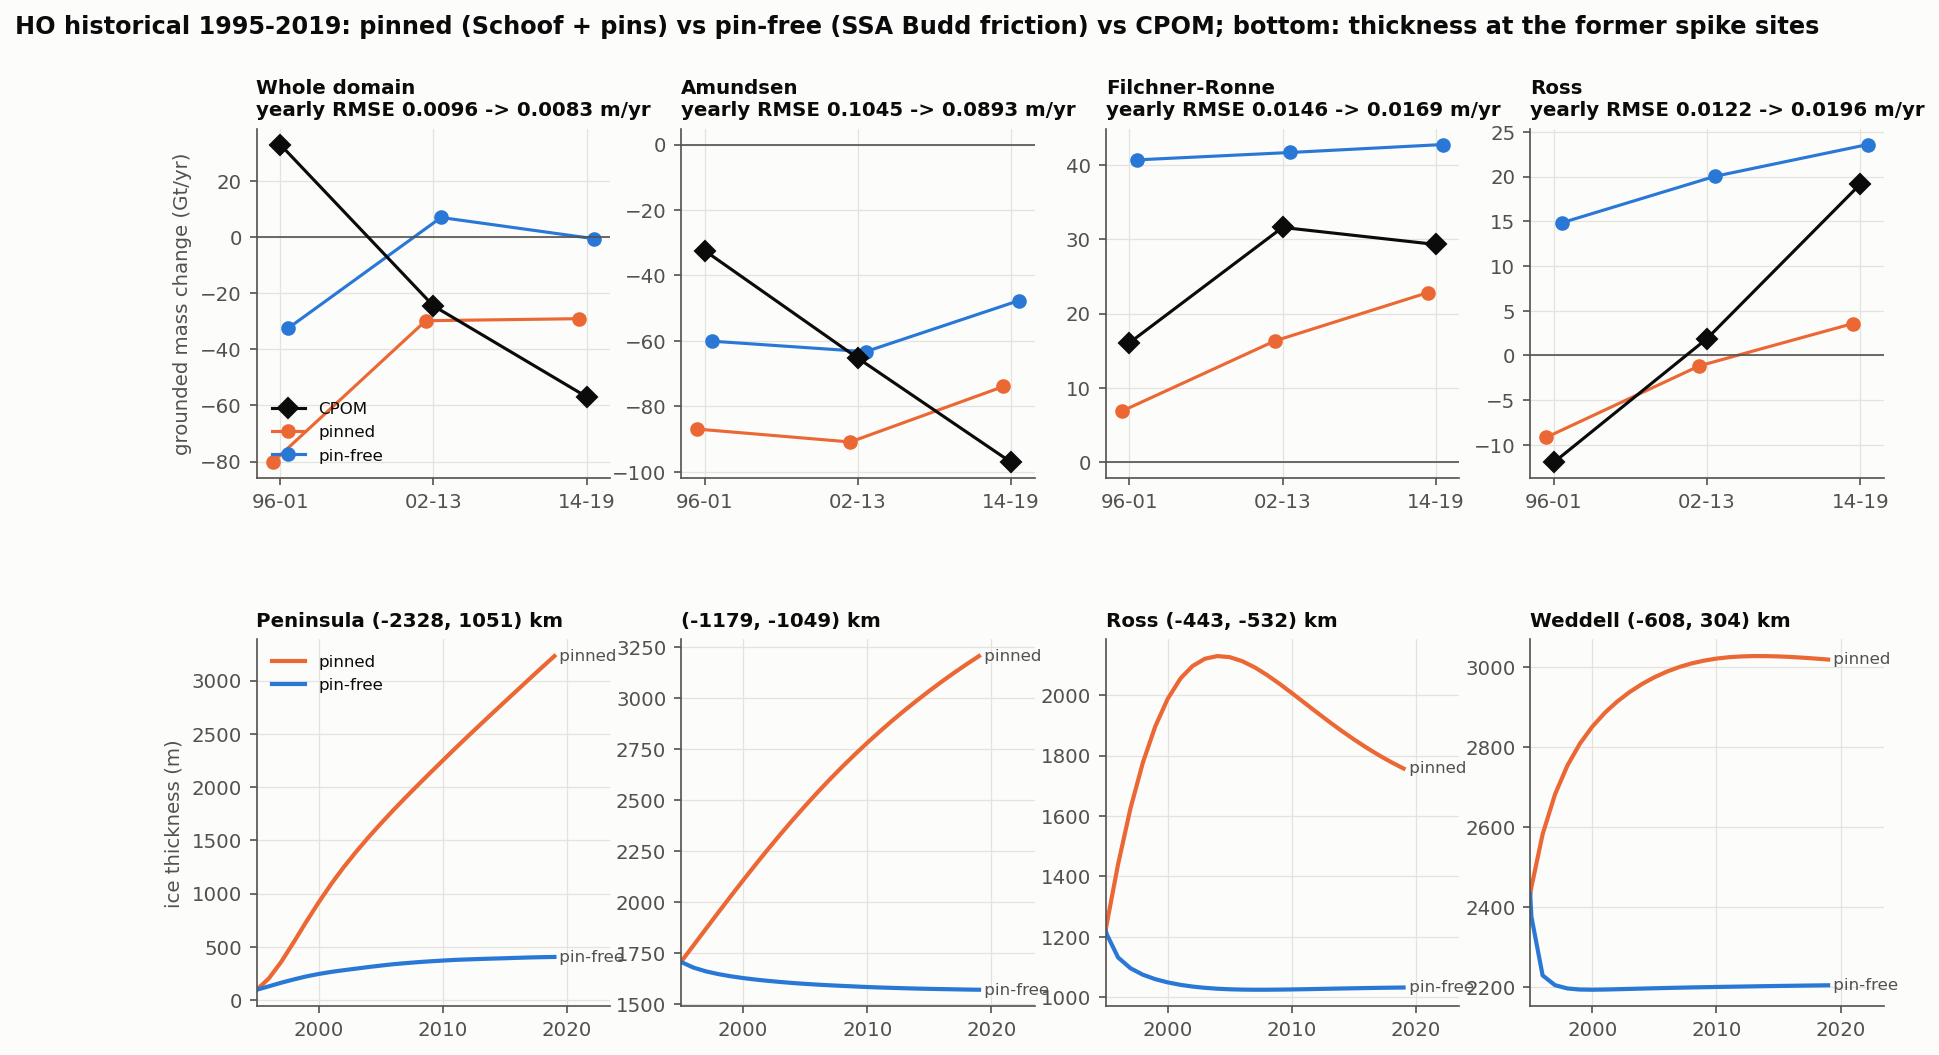 HO historical 1995-2019: pinned (Schoof + pins) vs pin-free (SSA Budd friction) vs CPOM; bottom: thickness at the former spike sites
Whole domain
yearly RMSE 0.0096 -> 0.0083 m/yr
grounded mass change (Gt/yr)
20
0
−20
−40
−60
−80
CPOM
pinned
pin-free
96-01
02-13
14-19
Amundsen
yearly RMSE 0.1045 -> 0.0893 m/yr
0
−20
−40
−60
−80
−100
96-01
02-13
14-19
Filchner-Ronne
yearly RMSE 0.0146 -> 0.0169 m/yr
40
30
20
10
0
96-01
02-13
14-19
Ross
yearly RMSE 0.0122 -> 0.0196 m/yr
25
20
15
10
5
0
−5
−10
96-01
02-13
14-19
Peninsula (-2328, 1051) km
ice thickness (m)
3000
2500
2000
1500
1000
500
0
pinned
pin-free
pinned
pin-free
2000
2010
2020
(-1179, -1049) km
3250
3000
2750
2500
2250
2000
1750
1500
pinned
pin-free
2000
2010
2020
Ross (-443, -532) km
2000
1800
1600
1400
1200
1000
pinned
pin-free
2000
2010
2020
Weddell (-608, 304) km
3000
2800
2600
2400
2200
pinned
pin-free
2000
2010
2020